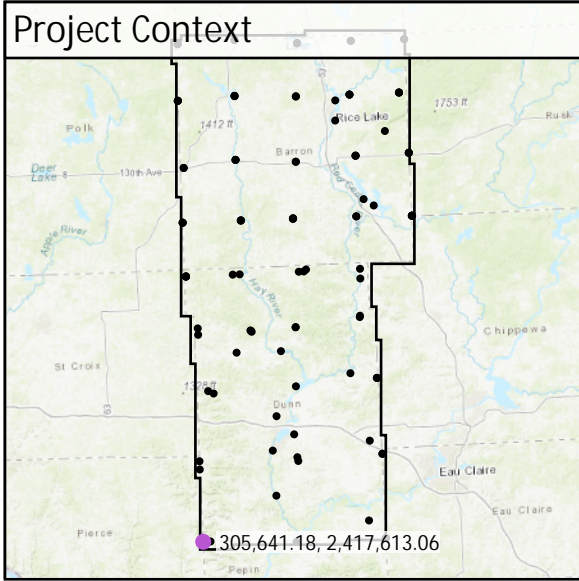 Project Context
1753 ft
Rusk
Rice Lake
1412 ft
Polk
Barron
Deer
Lake 8
130th Ave
Red Cedar River
Apple River
Hay River
Chippewa
St Croix
1328 ft
63
Dunn
Eau Claire
Eau Claire
Pierce
305,641.18, 2,417,613.06
Pepin